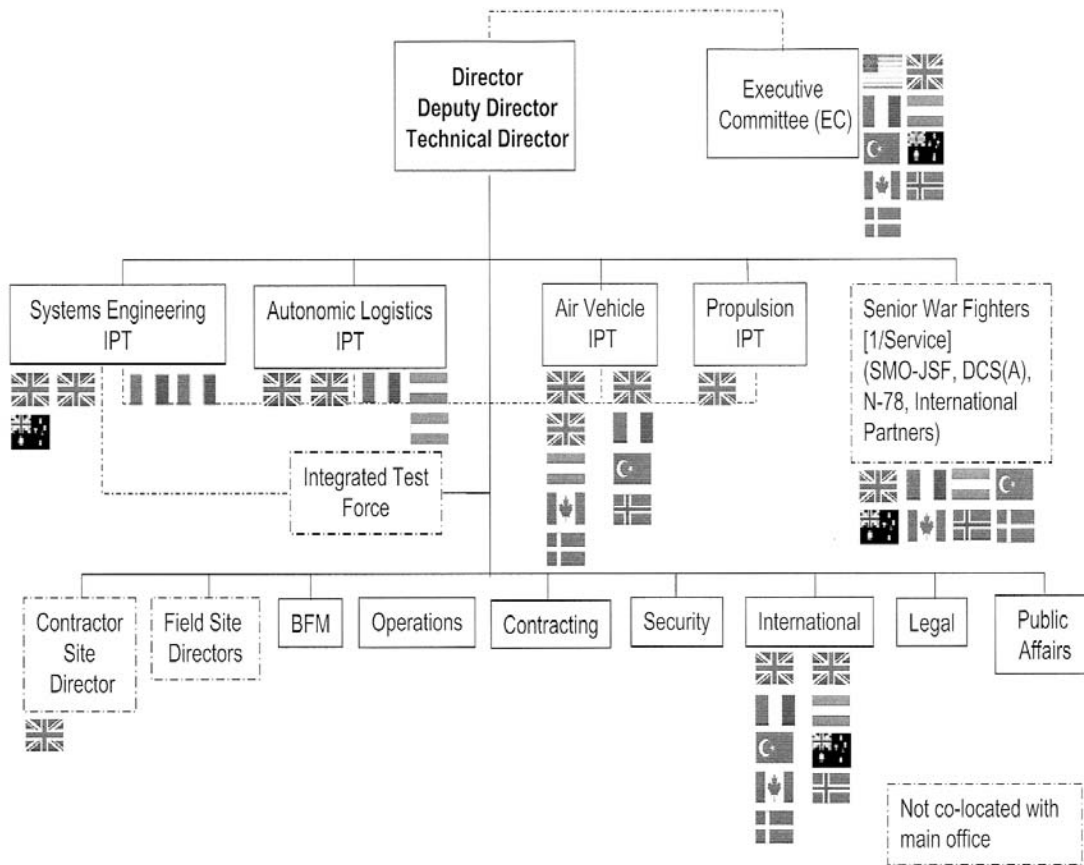 Director
Deputy Director
Technical Director
Executive
Committee (EC)
Systems Engineering
IPT
Autonomic Logistics
IPT
Air Vehicle
IPT
Propulsion
IPT
Senior War Fighters
[1/Service]
(SMO-JSF, DCS(A),
N-78, International
Partners)
Integrated Test
Force
Contractor
Site
Director
Field Site
Directors
BFM
Operations
Contracting
Security
International
Legal
Public
Affairs
Not co-located with
main office